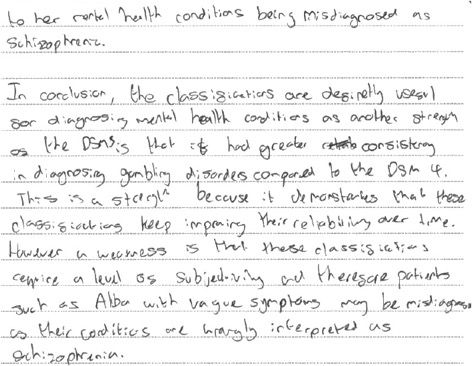 to her mental health conditions being misdiagnosed as
Schizophrenic.
In conclusion, the classifications are definetly useful
for diagnosing mental health conditions as another strength
of the DSM5 is that it had greater consistency
in diagnosing gambling disorders compared to the DSM 4.
This is a strength because it demonstartes that these
classifications keep improving their reliability over time.
However a weakness is that these classifications
require a level of subjectivity and therefore patients
such as Alba with vague symptoms may be misdiagnosed
as their conditions are wrongly interpreted as
Schizophrenia.